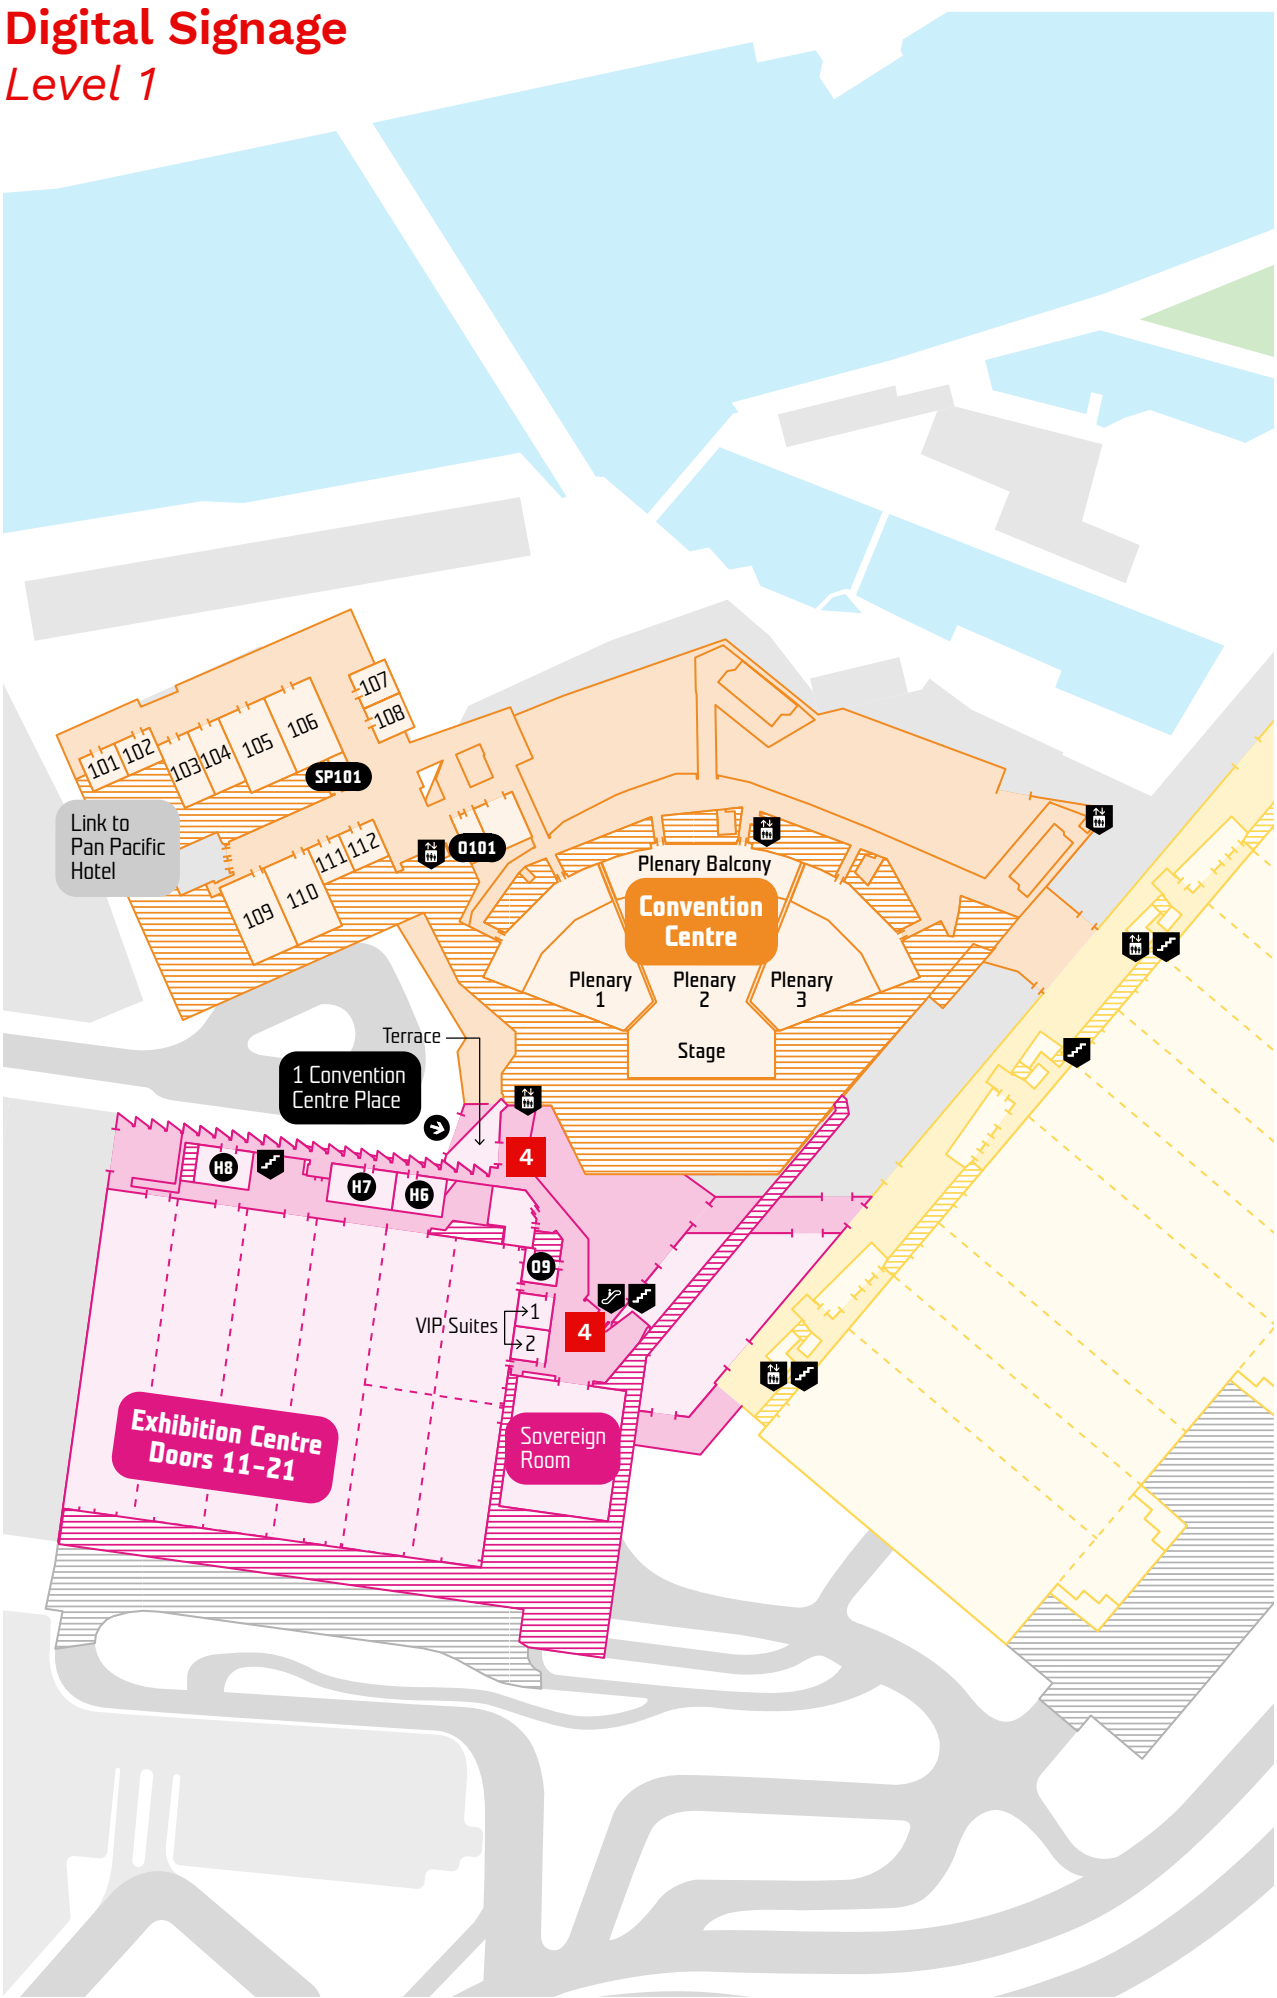 Digital Signage
Level 1
107
108
106
105
104
103
102
101
SP101
Link to
Pan Pacific
Hotel
112
111
110
109
O101
Plenary Balcony
Convention
Centre
Plenary
1
Plenary
2
Plenary
3
Stage
Terrace
1 Convention
Centre Place
4
H8
H7
H6
09
VIP Suites
1
2
4
Exhibition Centre
Doors 11–21
Sovereign
Room